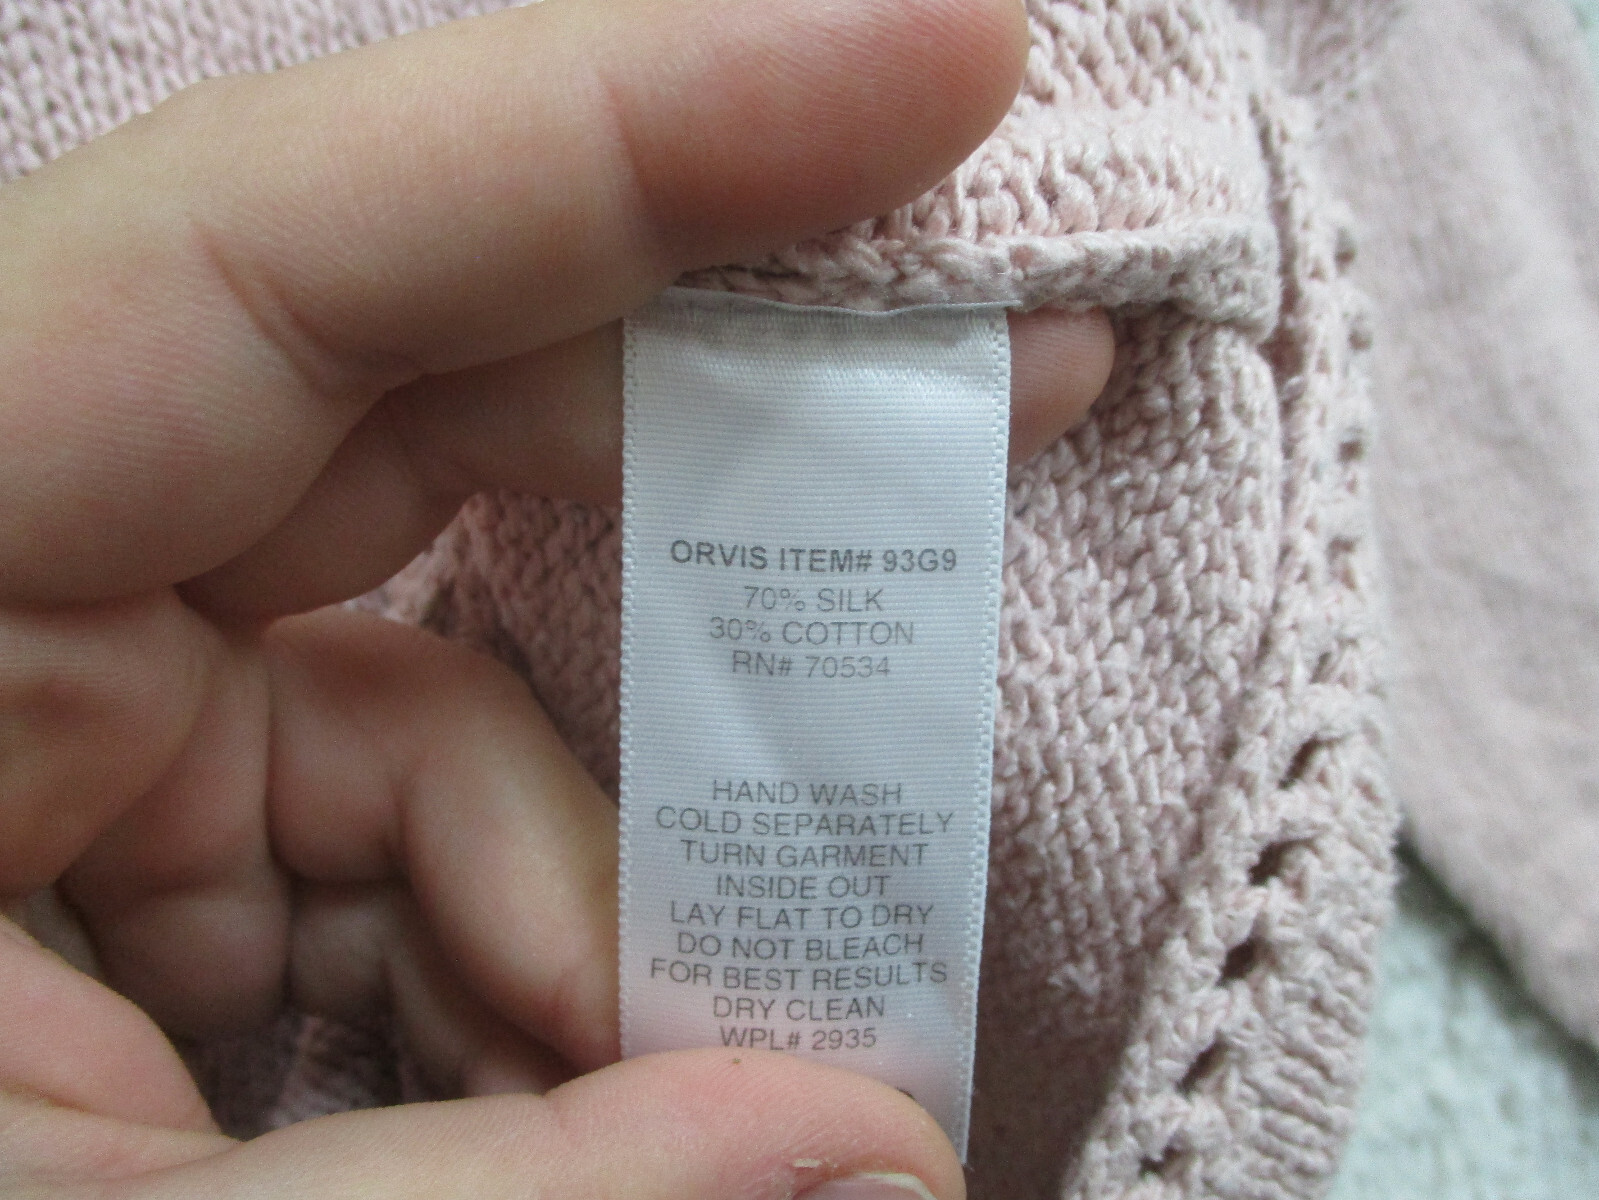 ORVIS ITEM# 93G9
70% SILK
30% COTTON
RN# 70534
HAND WASH
COLD SEPARATELY
TURN GARMENT
INSIDE OUT
LAY FLAT TO DRY
DO NOT BLEACH
FOR BEST RESULTS
DRY CLEAN
WPL# 2935